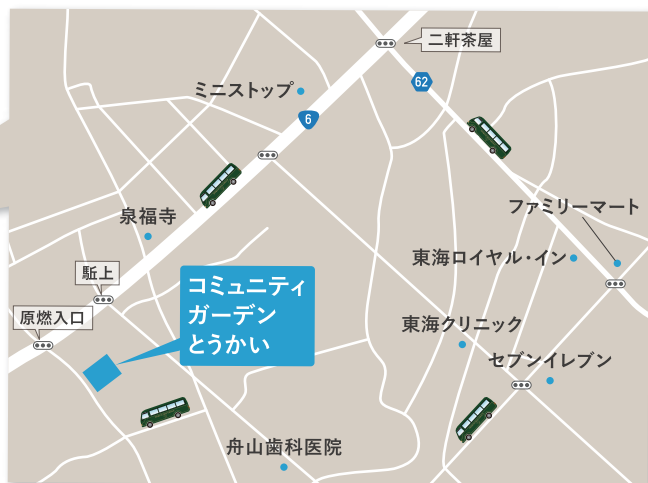 二軒茶屋
62
ミニストップ
6
ファミリーマート
泉福寺
東海ロイヤル・イン
駈上
コミュニティ
ガーデン
とうかい
原燃入口
東海クリニック
セブンイレブン
舟山歯科医院